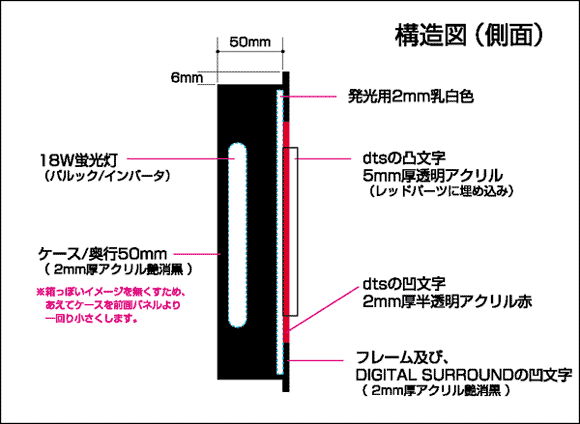 構造図（側面）
50mm
6mm
発光用2mm乳白色
18W蛍光灯
（パルック/インバータ）
dtsの凸文字
5mm厚透明アクリル
（レッドパーツに埋め込み）
ケース/奥行50mm
（ 2mm厚アクリル艶消黒 ）
※箱っぽいイメージを無くすため、
あえてケースを前面パネルより
一回り小さくします。
dtsの凹文字
2mm厚半透明アクリル赤
フレーム及び、
DIGITAL SURROUNDの凹文字
（ 2mm厚アクリル艶消黒 ）